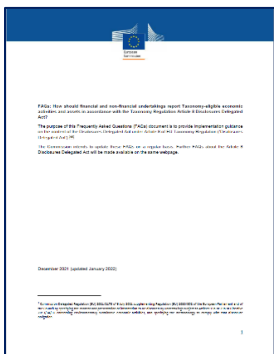 European
Commission
FAQs: How should financial and non-financial undertakings report Taxonomy-eligible economic
activities and assets in accordance with the Taxonomy Regulation Article 8 Disclosures Delegated
Act?
The purpose of this Frequently Asked Questions (FAQs) document is to provide implementation guidance
on the content of the Disclosures Delegated Act under Article 8 of EU Taxonomy Regulation ('Disclosures
Delegated Act').
The Commission intends to update these FAQs on a regular basis. Further FAQs about the Article 8
Disclosures Delegated Act will be made available on the same webpage.
December 2021 (updated January 2022)
1